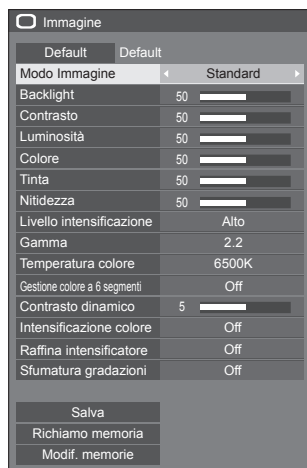 Immagine
Default Default
Modo Immagine Standard
Backlight 50
Contrasto 50
Luminosità 50
Colore 50
Tinta 50
Nitidezza 50
Livello intensificazione Alto
Gamma 2.2
Temperatura colore 6500K
Gestione colore a 6 segmenti Off
Contrasto dinamico 5
Intensificazione colore Off
Raffina intensificatore Off
Sfumatura gradazioni Off
Salva
Richiamo memoria
Modif. memorie